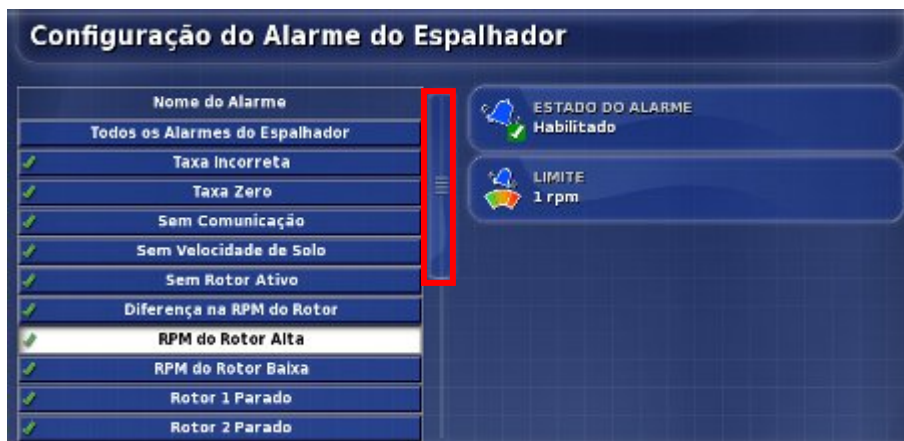 Configuração do Alarme do Espalhador
Nome do Alarme
Todos os Alarmes do Espalhador
Taxa Incorreta
Taxa Zero
Sem Comunicação
Sem Velocidade de Solo
Sem Rotor Ativo
Diferença na RPM do Rotor
RPM do Rotor Alta
RPM do Rotor Baixa
Rotor 1 Parado
Rotor 2 Parado
ESTADO DO ALARME
Habilitado
LIMITE
1 rpm